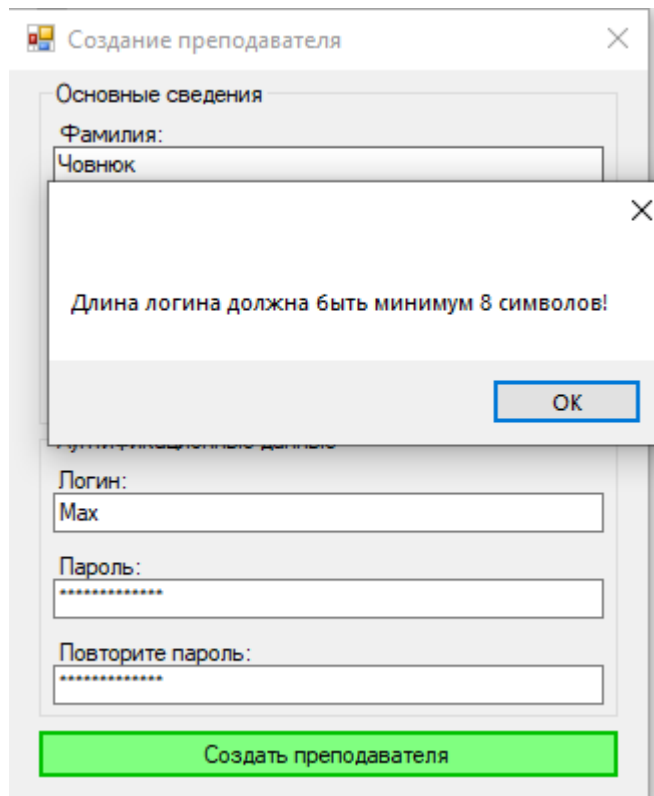 Создание преподавателя
Основные сведения
Фамилия:
Човнюк
Длина логина должна быть минимум 8 символов!
ОК
Логин:
Max
Пароль:
*************
Повторите пароль:
*************
Создать преподавателя